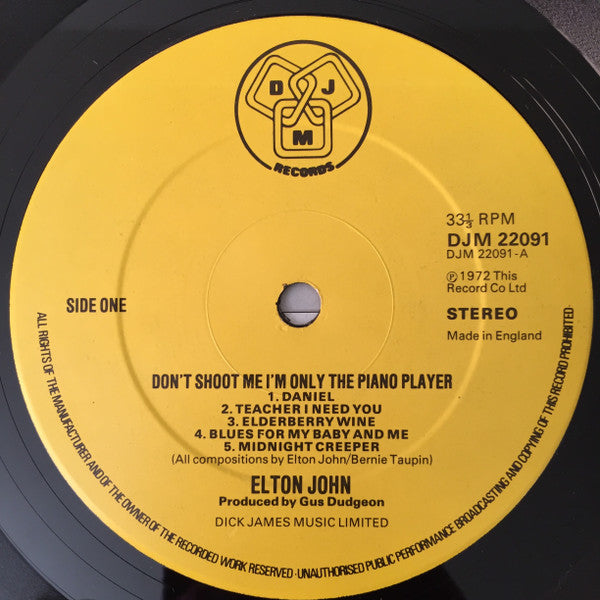 D J
M
RECORDS
33⅓ RPM
DJM 22091
DJM 22091-A
℗ 1972 This
Record Co Ltd
SIDE ONE
STEREO
Made in England
DON'T SHOOT ME I'M ONLY THE PIANO PLAYER
1. DANIEL
2. TEACHER I NEED YOU
3. ELDERBERRY WINE
4. BLUES FOR MY BABY AND ME
5. MIDNIGHT CREEPER
(All compositions by Elton John/Bernie Taupin)
ELTON JOHN
Produced by Gus Dudgeon
DICK JAMES MUSIC LIMITED
ALL RIGHTS OF THE MANUFACTURER AND OF THE OWNER OF THE RECORDED WORK RESERVED · UNAUTHORISED PUBLIC PERFORMANCE BROADCASTING AND COPYING OF THIS RECORD PROHIBITED